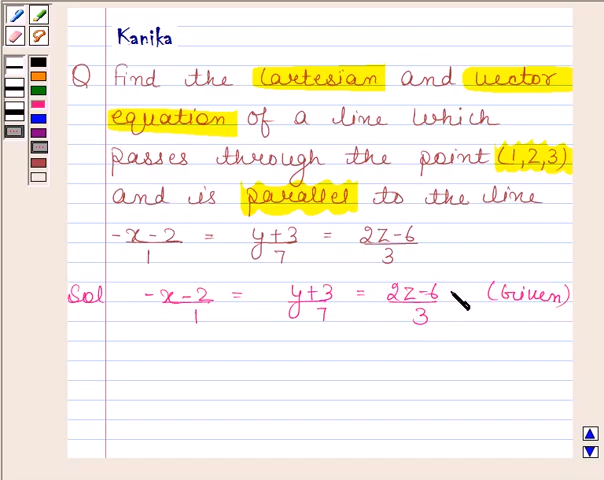 Kanika
Q Find the Cartesian and vector
equation of a line which
passes through the point (1,2,3)
and is parallel to the line
-x-2/1 = y+3/7 = 2z-6/3
Sol -x-2/1 = y+3/7 = 2z-6/3 (Given)